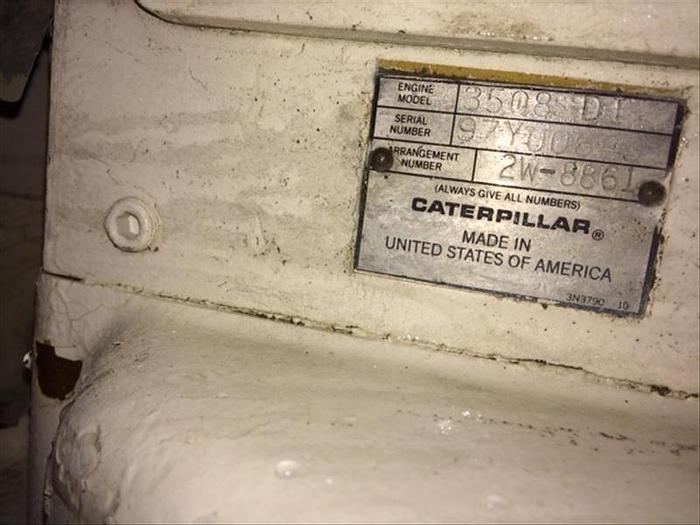 ENGINE MODEL 3508 DI
SERIAL NUMBER
ARRANGEMENT NUMBER 2W-8861
(ALWAYS GIVE ALL NUMBERS)
CATERPILLAR®
MADE IN
UNITED STATES OF AMERICA
3N3790 10